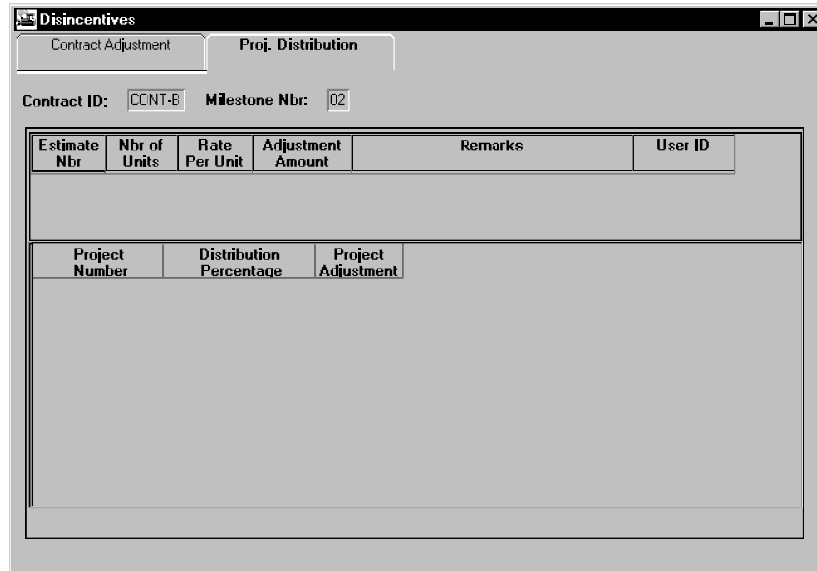 Disincentives
Contract Adjustment Proj. Distribution
Contract ID: CONT-B Milestone Nbr: 02
Estimate Nbr of Rate Adjustment Remarks User ID
Nbr Units Per Unit Amount
Project Distribution Project
Number Percentage Adjustment